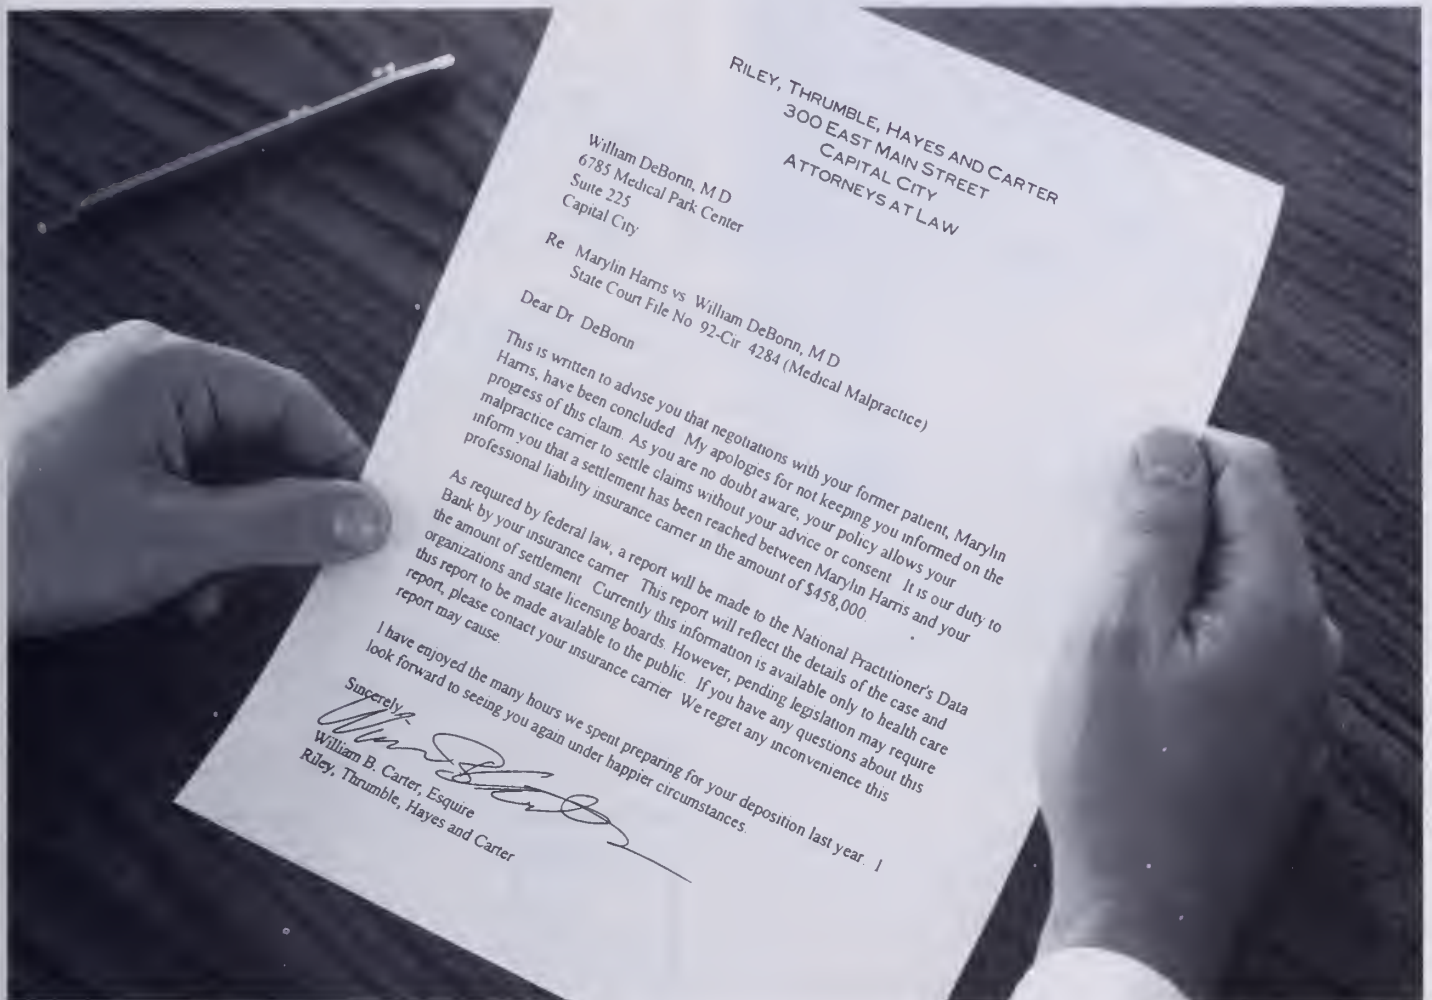 RILEY, THRUMBLE, HAYES AND CARTER
300 EAST MAIN STREET
CAPITAL CITY
ATTORNEYS AT LAW
William DeBorn, M D
6785 Medical Park Center
Suite 225
Capital City
Re Marylin Harris vs William DeBorn, M D
State Court File No 92-Cir 4284 (Medical Malpractice)
Dear Dr DeBorn
This is written to advise you that negotiations with your former patient, Marylin
Harris, have been concluded My apologies for not keeping you informed on the
progress of this claim. As you are no doubt aware, your policy allows your
malpractice carrier to settle claims without your advice or consent It is our duty to
inform you that a settlement has been reached between Marylin Harris and your
professional liability insurance carrier in the amount of $458,000.
As required by federal law, a report will be made to the National Practitioner's Data
Bank by your insurance carrier This report will reflect the details of the case and
the amount of settlement Currently this information is available only to health care
organizations and state licensing boards. However, pending legislation may require
this report to be made available to the public If you have any questions about this
report, please contact your insurance carrier We regret any inconvenience this
report may cause.
I have enjoyed the many hours we spent preparing for your deposition last year. I
look forward to seeing you again under happier circumstances.
Sincerely,
William B. Carter, Esquire
Riley, Thrumble, Hayes and Carter